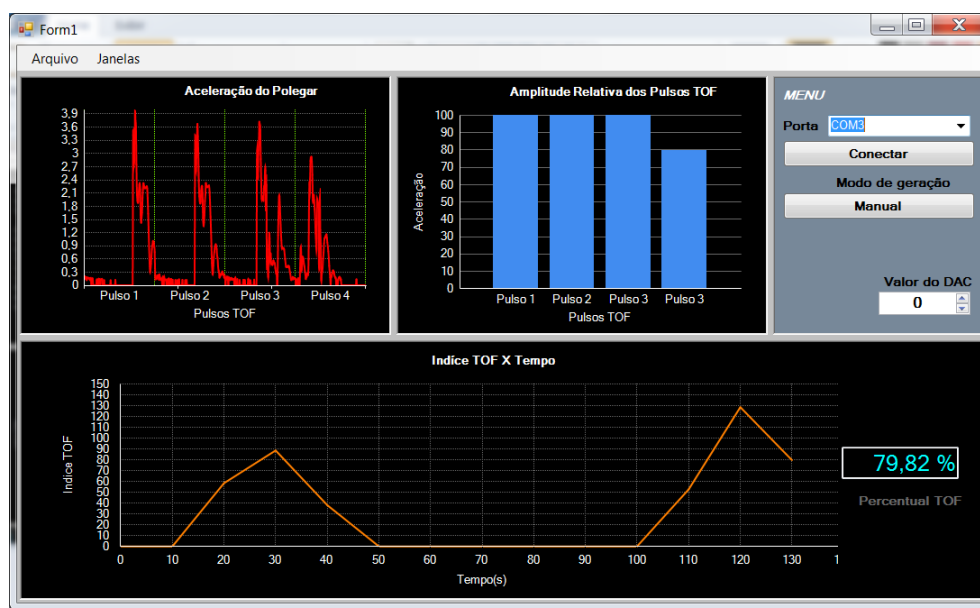 Form1
Arquivo Janelas
Aceleração do Polegar
3,9
3,6
3,3
3
2,7
2,4
2,1
1,8
1,5
1,2
0,9
0,6
0,3
0
Pulso 1 Pulso 2 Pulso 3 Pulso 4
Pulsos TOF
Amplitude Relativa dos Pulsos TOF
Aceleração
100
90
80
70
60
50
40
30
20
10
0
Pulso 1 Pulso 2 Pulso 3 Pulso 3
Pulsos TOF
MENU
Porta COM3
Conectar
Modo de geração
Manual
Valor do DAC
0
Indíce TOF X Tempo
Indice TOF
150
140
130
120
110
100
90
80
70
60
50
40
30
20
10
0
0 10 20 30 40 50 60 70 80 90 100 110 120 130 1
Tempo(s)
79,82 %
Percentual TOF